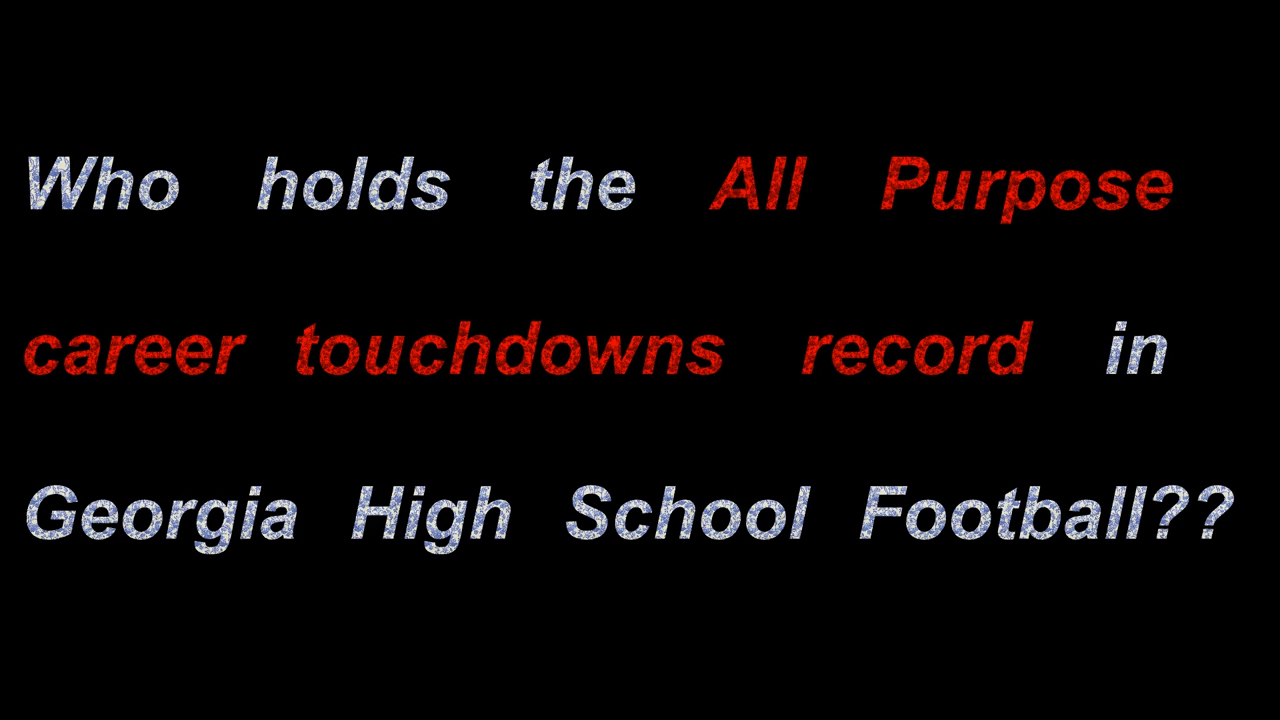 Who holds the All Purpose
career touchdowns record in
Georgia High School Football??